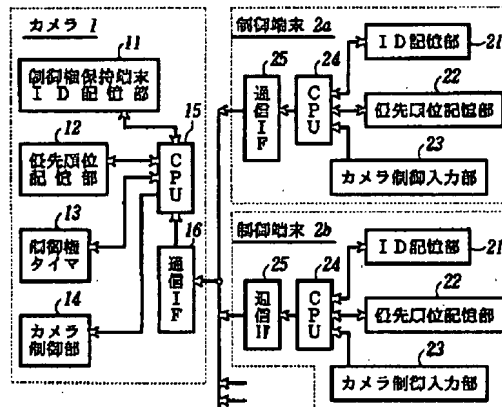 カメラ 1
11
制御権保持端末
ID記憶部
12
優先順位
記憶部
13
制御権
タイマ
14
カメラ
制御部
15
CPU
16
通信IF
制御端末 2a
25
通信IF
24
CPU
21
ID記憶部
22
優先順位記憶部
23
カメラ制御入力部
制御端末 2b
25
通信IF
24
CPU
21
ID記憶部
22
優先順位記憶部
23
カメラ制御入力部